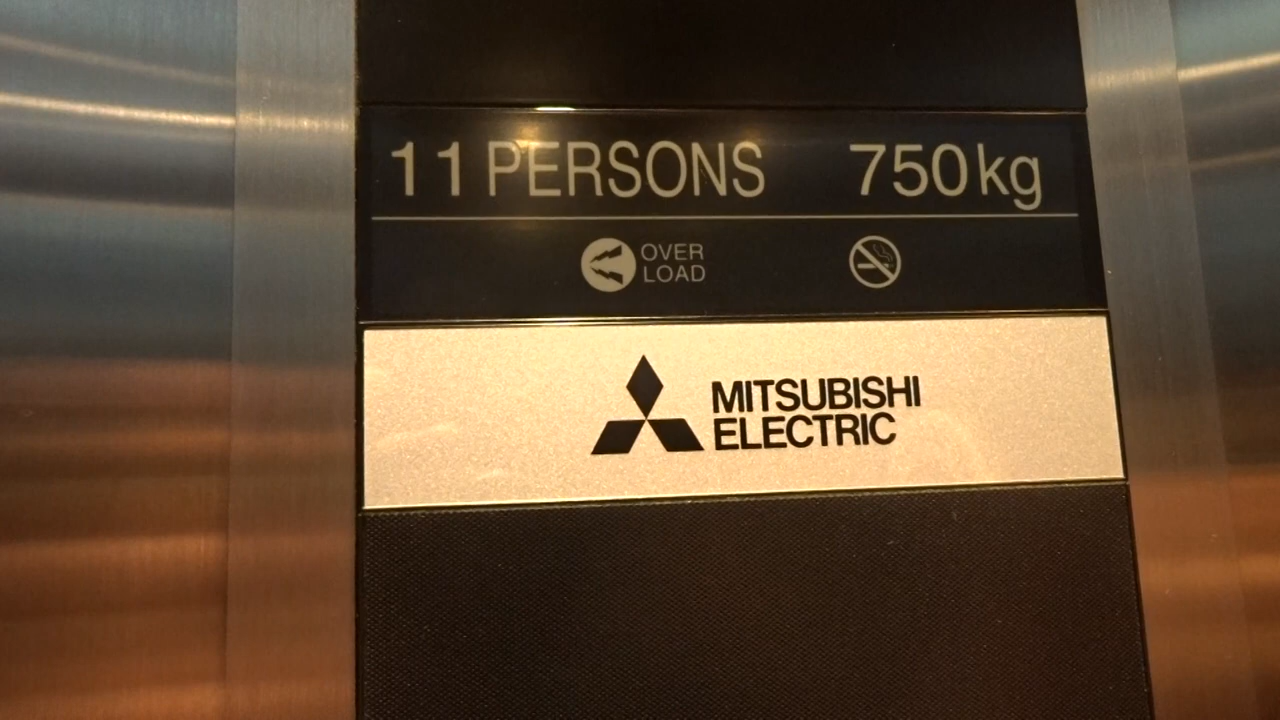 11 PERSONS 750kg
OVER
LOAD
MITSUBISHI
ELECTRIC